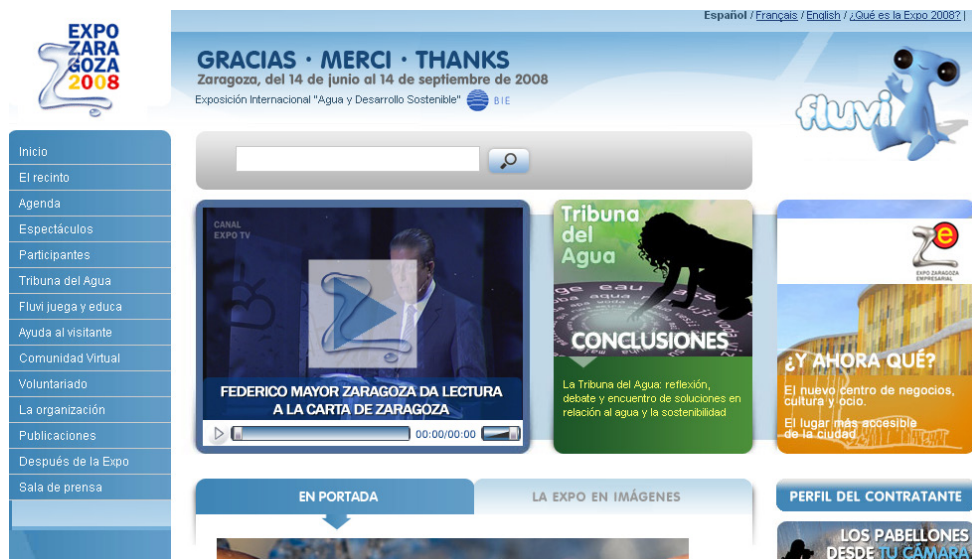 Español / Français / English / ¿Qué es la Expo 2008? |
EXPO
ZARA
GOZA
2008
GRACIAS · MERCI · THANKS
Zaragoza, del 14 de junio al 14 de septiembre de 2008
Exposición Internacional "Agua y Desarrollo Sostenible" BIE
fluvi
Inicio
El recinto
Agenda
Espectáculos
Participantes
Tribuna del Agua
Fluvi juega y educa
Ayuda al visitante
Comunidad Virtual
Voluntariado
La organización
Publicaciones
Después de la Expo
Sala de prensa
CANAL
EXPO TV
FEDERICO MAYOR ZARAGOZA DA LECTURA
A LA CARTA DE ZARAGOZA
00:00/00:00
Tribuna
del
Agua
eau
aqua
CONCLUSIONES
La Tribuna del Agua: reflexión,
debate y encuentro de soluciones en
relación al agua y la sostenibilidad
EXPO ZARAGOZA
EMPRESARIAL
¿Y AHORA QUÉ?
El nuevo centro de negocios,
cultura y ocio.
El lugar más accesible
de la ciudad
EN PORTADA
LA EXPO EN IMÁGENES
PERFIL DEL CONTRATANTE
LOS PABELLONES
DESDE TU CÁMARA